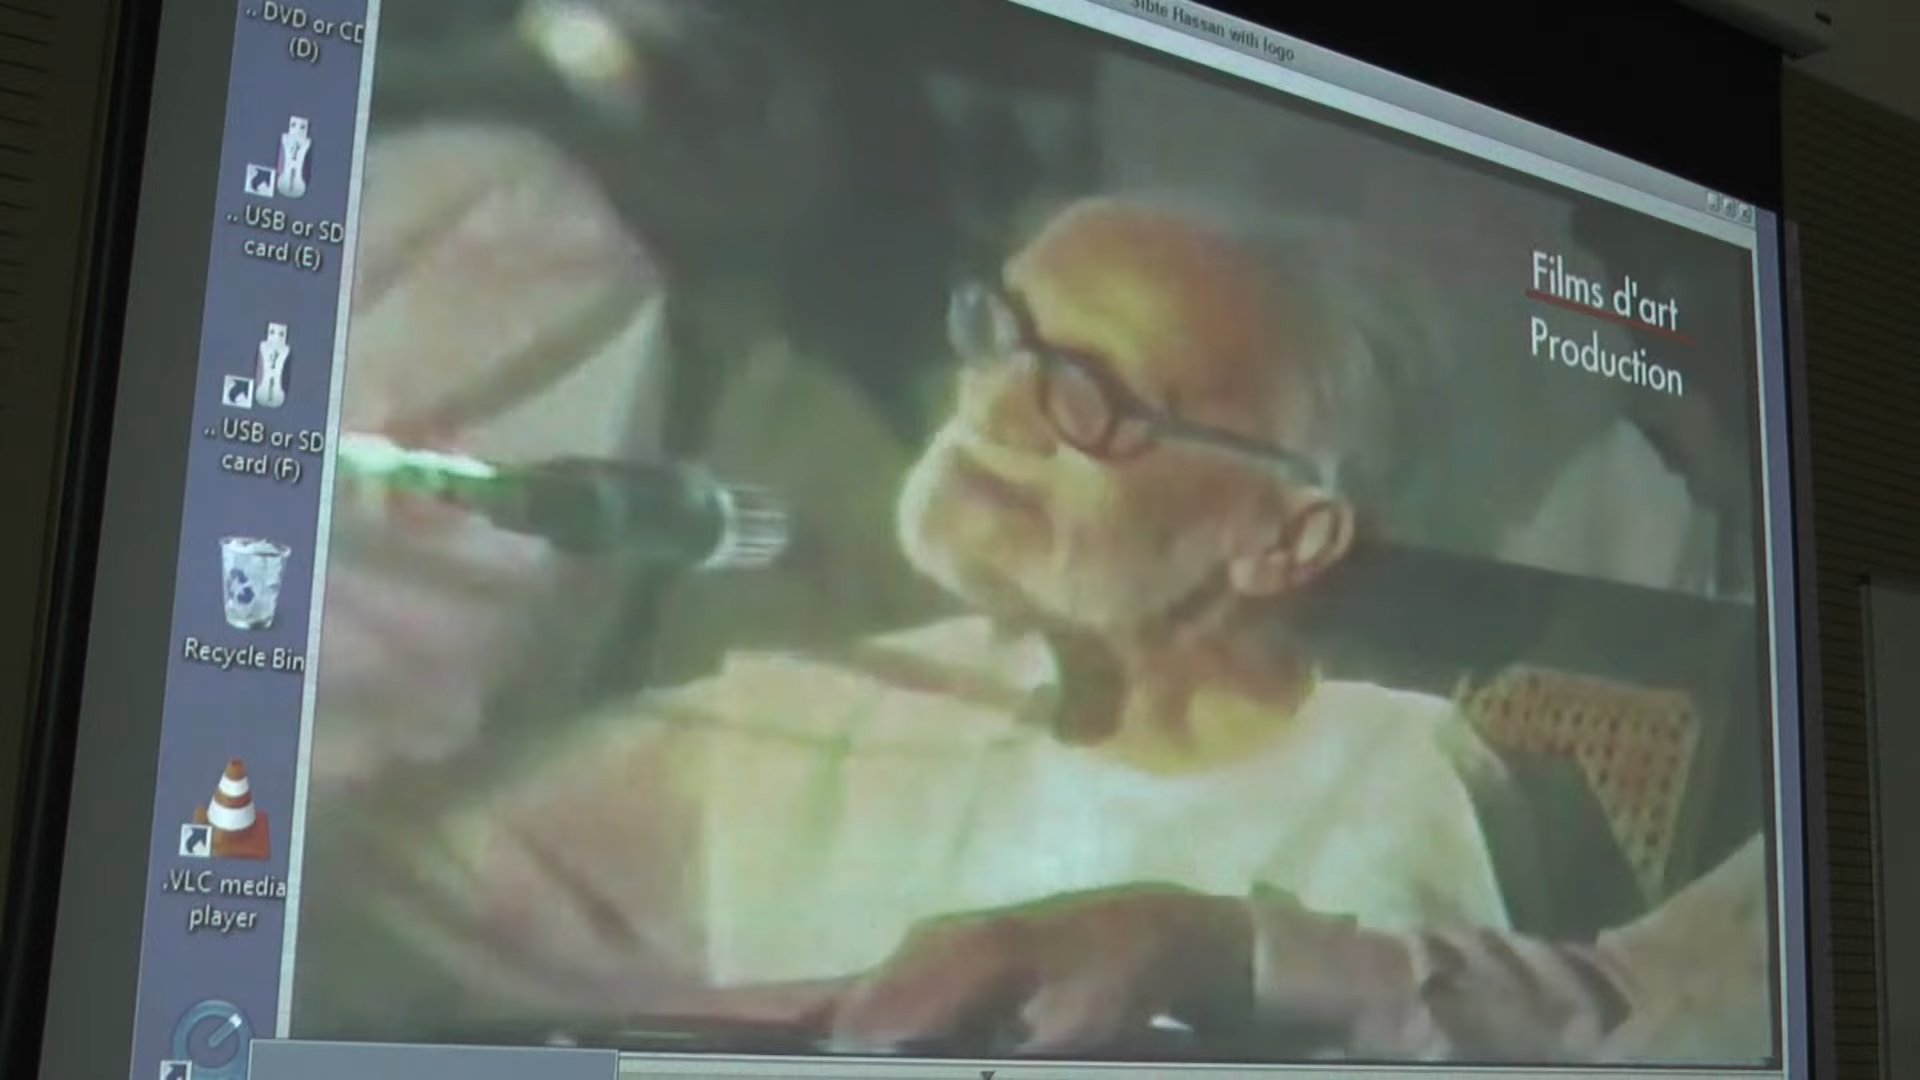 .. DVD or CD
(D)
Sibte Hassan with logo
.. USB or SD
card (E)
Films d'art
Production
.. USB or SD
card (F)
Recycle Bin
.VLC media
player